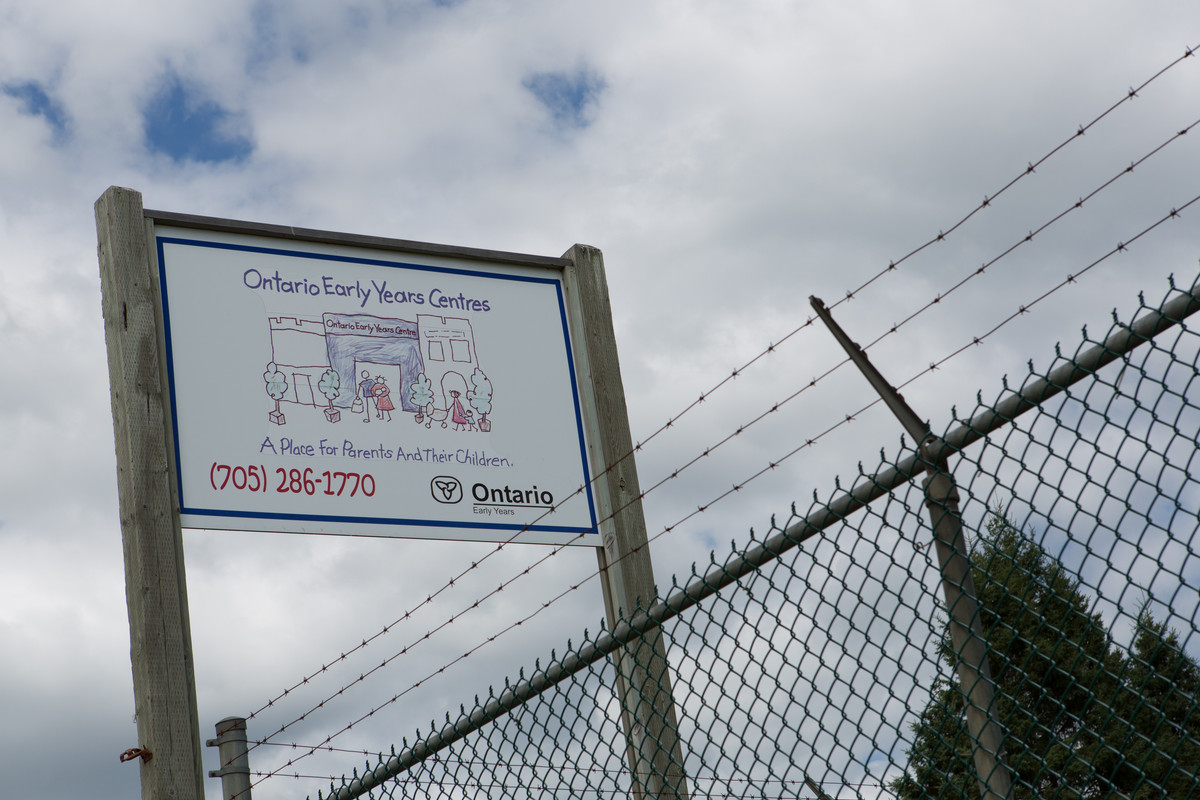 Ontario Early Years Centres
Ontario Early Years Centre
A Place For Parents And Their Children.
(705) 286-1770
Ontario
Early Years